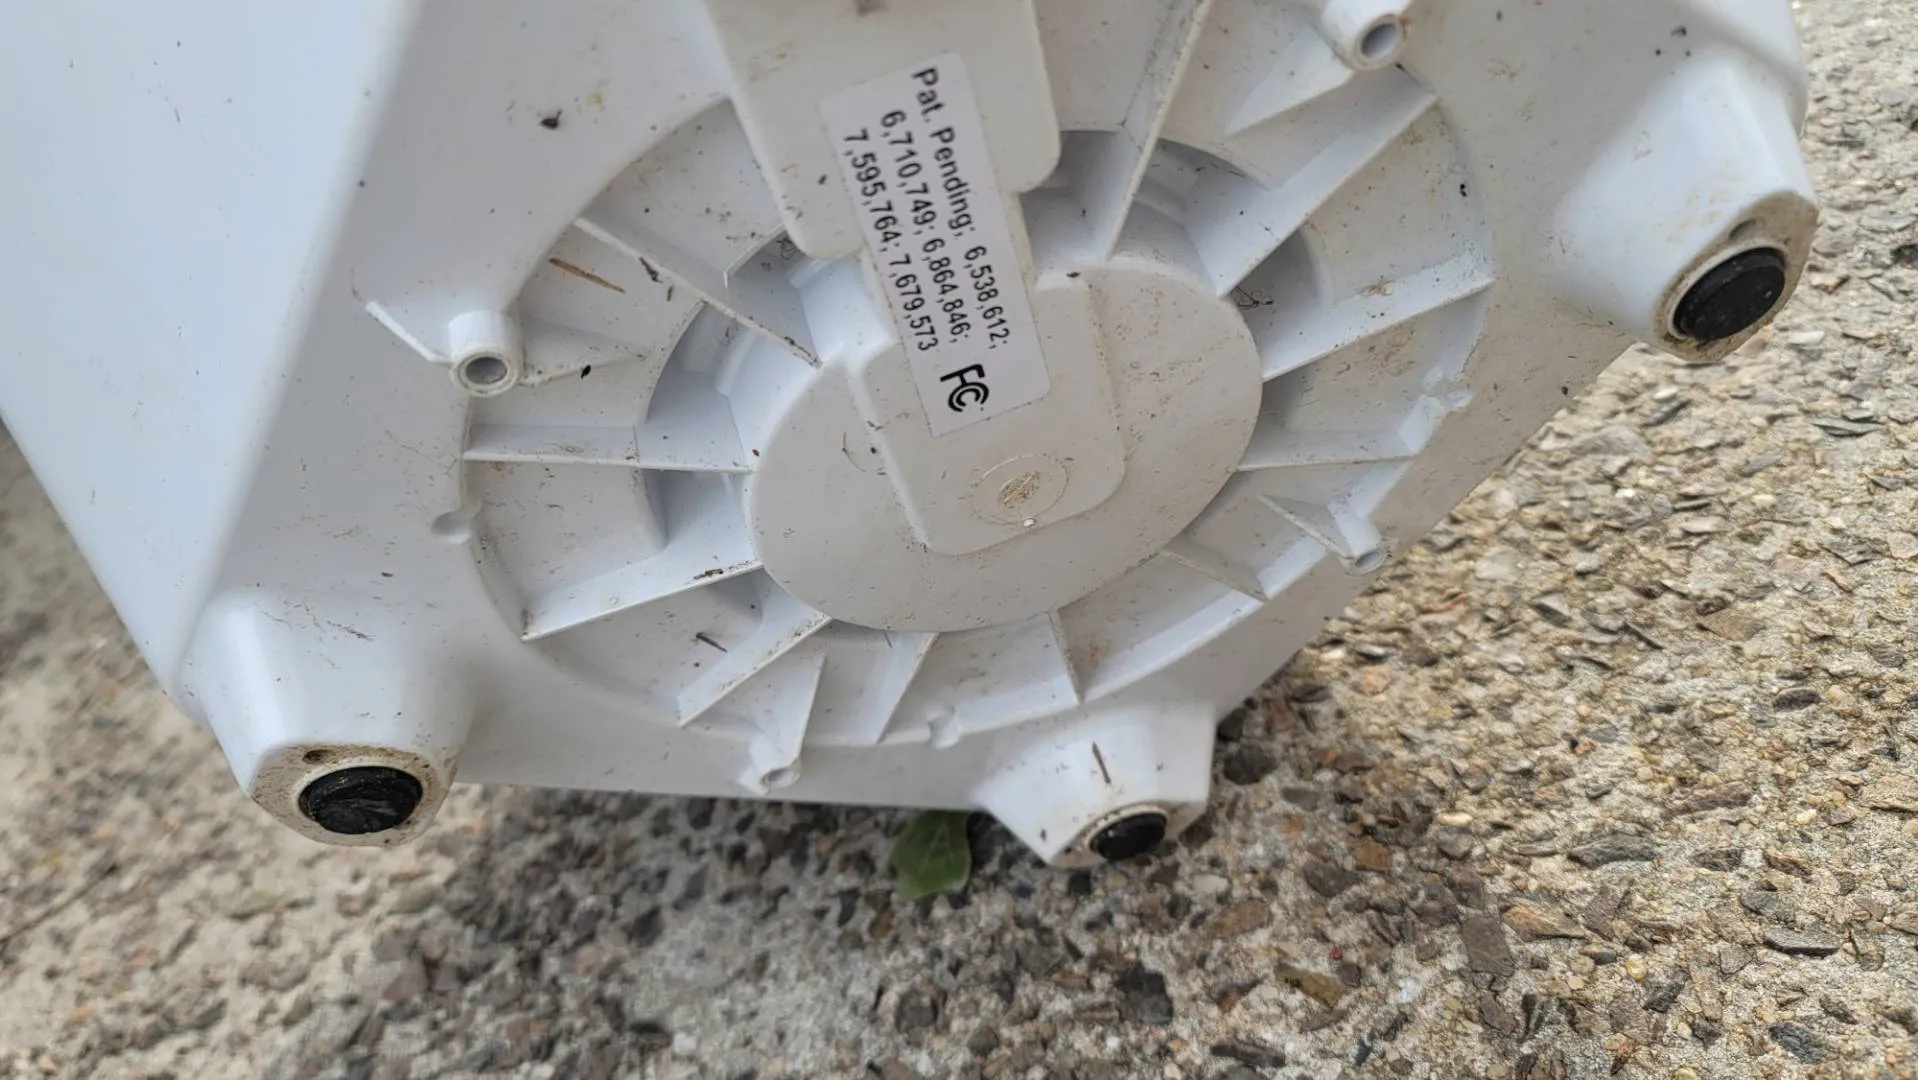 Pat. Pending; 6,538,612;
6,710,749; 6,864,846;
7,595,764; 7,679,573
FC